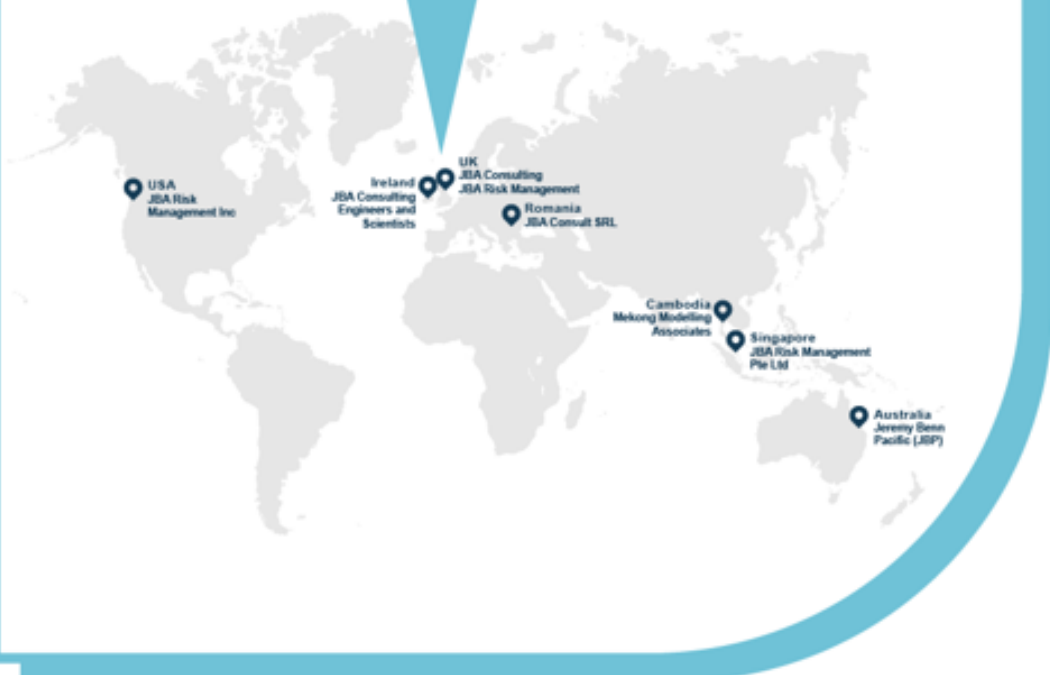 UK
JBA Consulting
JBA Risk Management
Ireland
JBA Consulting
Engineers and
Scientists
USA
JBA Risk
Management Inc
Romania
JBA Consult SRL
Cambodia
Mekong Modelling
Associates
Singapore
JBA Risk Management
Pte Ltd
Australia
Jeremy Benn
Pacific (JBP)